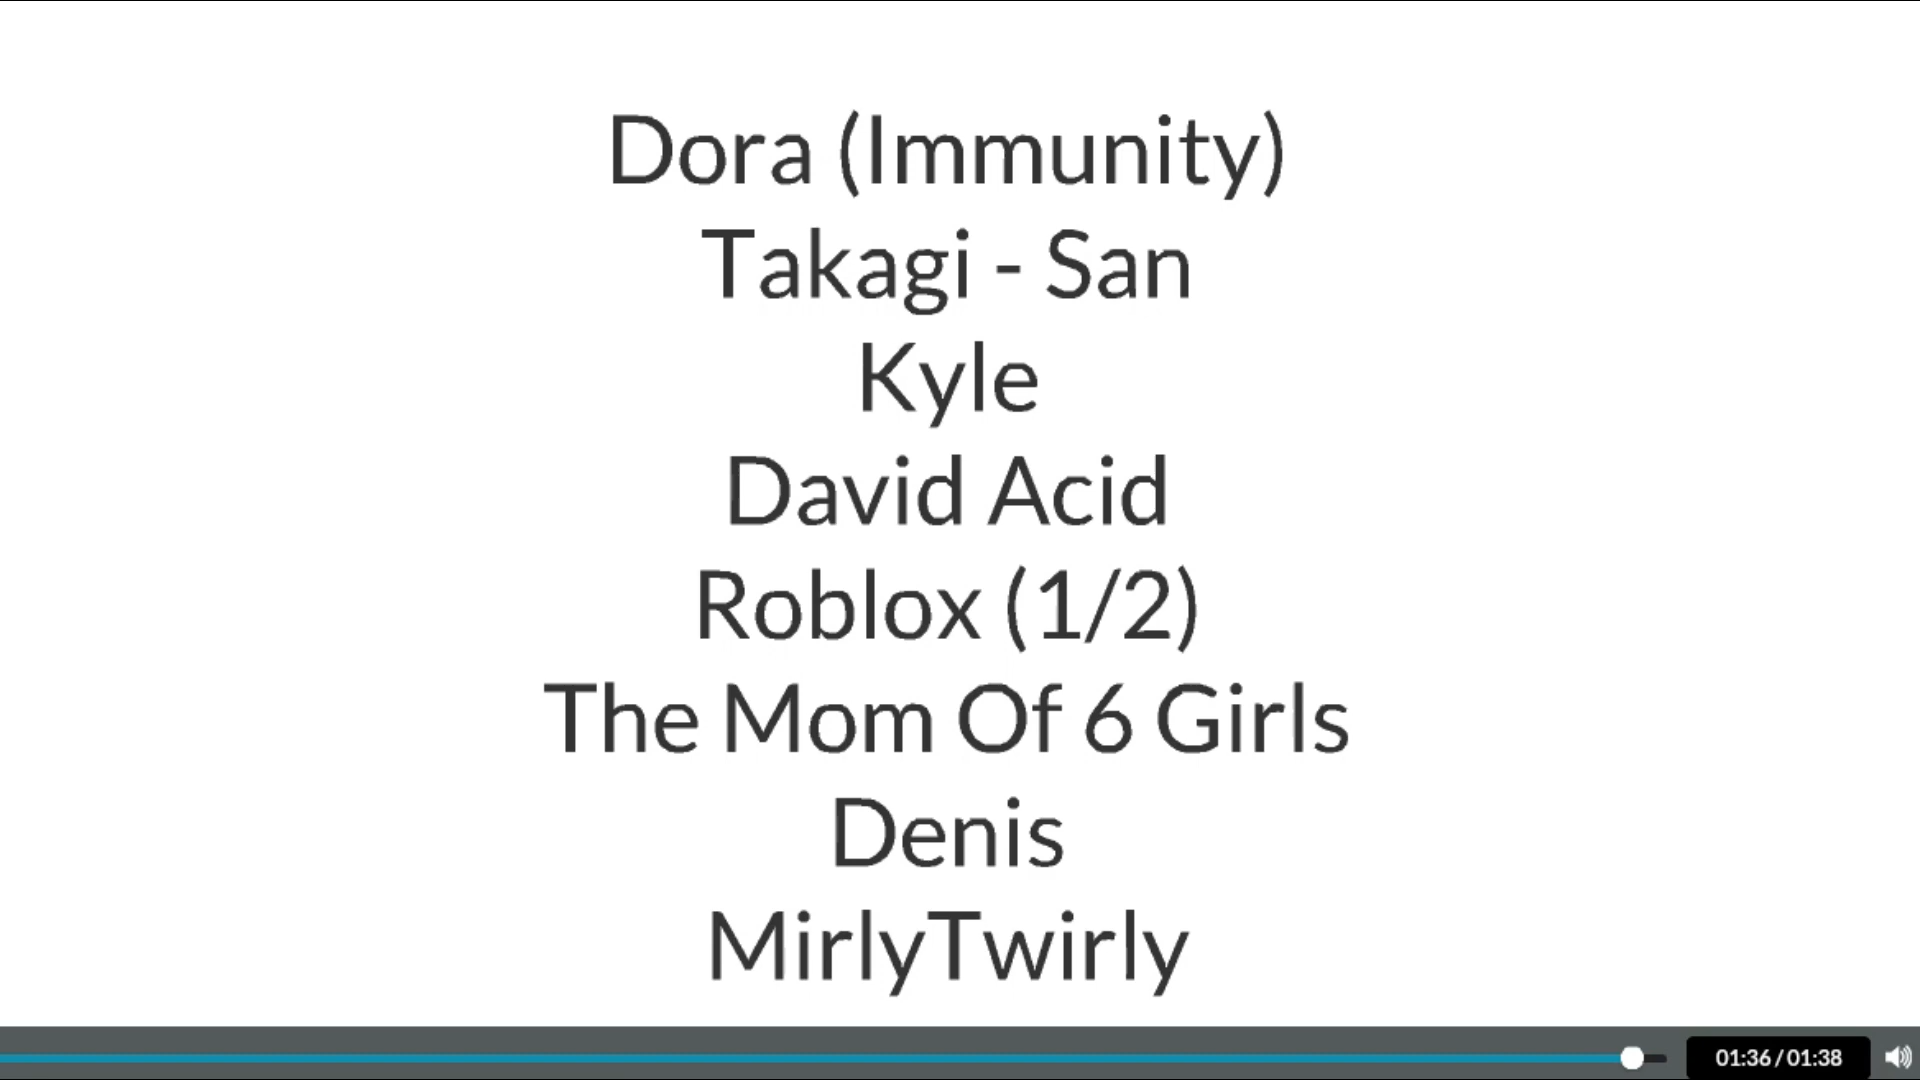 Dora (Immunity)
Takagi - San
Kyle
David Acid
Roblox (1/2)
The Mom Of 6 Girls
Denis
MirlyTwirly
01:36 / 01:38